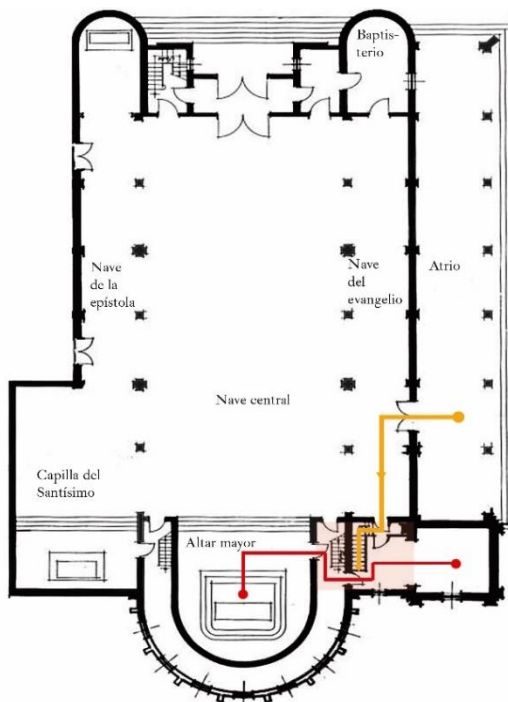 Baptis-
terio
Nave
de la
epístola
Nave
del
evangelio
Atrio
Nave central
Capilla del
Santísimo
Altar mayor